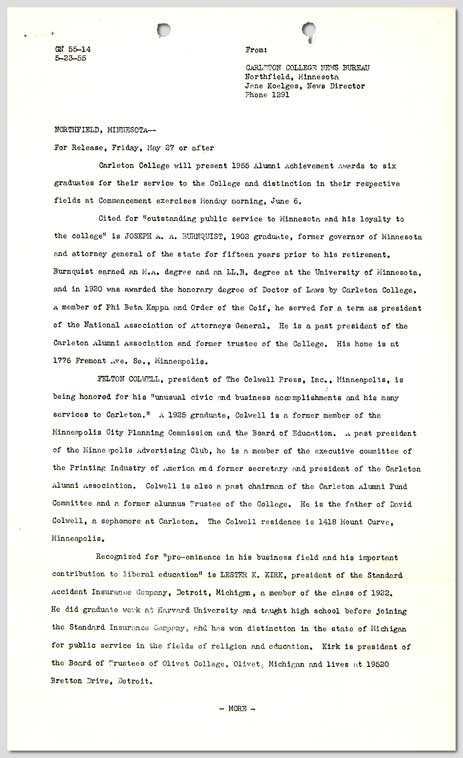 GN 55-14
5-23-55
From:
CARLETON COLLEGE NEWS BUREAU
Northfield, Minnesota
Jane Koelges, News Director
Phone 1291
NORTHFIELD, MINNESOTA--
For Release, Friday, May 27 or after
Carleton College will present 1955 Alumni Achievement Awards to six
graduates for their service to the College and distinction in their respective
fields at Commencement exercises Monday morning, June 6.
Cited for "outstanding public service to Minnesota and his loyalty to
the college" is JOSEPH A. A. BURNQUIST, 1902 graduate, former governor of Minnesota
and attorney general of the state for fifteen years prior to his retirement.
Burnquist earned an M.A. degree and an LL.B. degree at the University of Minnesota,
and in 1920 was awarded the honorary degree of Doctor of Laws by Carleton College.
A member of Phi Beta Kappa and Order of the Coif, he served for a term as president
of the National Association of Attorneys General. He is a past president of the
Carleton Alumni Association and former trustee of the College. His home is at
1776 Fremont Ave. So., Minneapolis.
FELTON COLWELL, president of The Colwell Press, Inc., Minneapolis, is
being honored for his "unusual civic and business accomplishments and his many
services to Carleton." A 1925 graduate, Colwell is a former member of the
Minneapolis City Planning Commission and the Board of Education. A past president
of the Minneapolis Advertising Club, he is a member of the executive committee of
the Printing Industry of America and former secretary and president of the Carleton
Alumni Association. Colwell is also a past chairman of the Carleton Alumni Fund
Committee and a former alumnus Trustee of the College. He is the father of David
Colwell, a sophomore at Carleton. The Colwell residence is 1418 Mount Curve,
Minneapolis.
Recognized for "pre-eminence in his business field and his important
contribution to liberal education" is LESTER K. KIRK, president of the Standard
Accident Insurance Company, Detroit, Michigan, a member of the class of 1922.
He did graduate work at Harvard University and taught high school before joining
the Standard Insurance Company, and has won distinction in the state of Michigan
for public service in the fields of religion and education. Kirk is president of
the Board of Trustees of Olivet College, Olivet, Michigan and lives at 19520
Bretton Drive, Detroit.
- MORE -